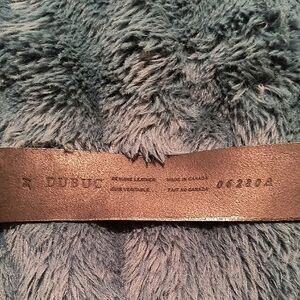 DUBUC
GENUINE LEATHER
CUIR VERITABLE
MADE IN CANADA
FAIT AU CANADA
06220A